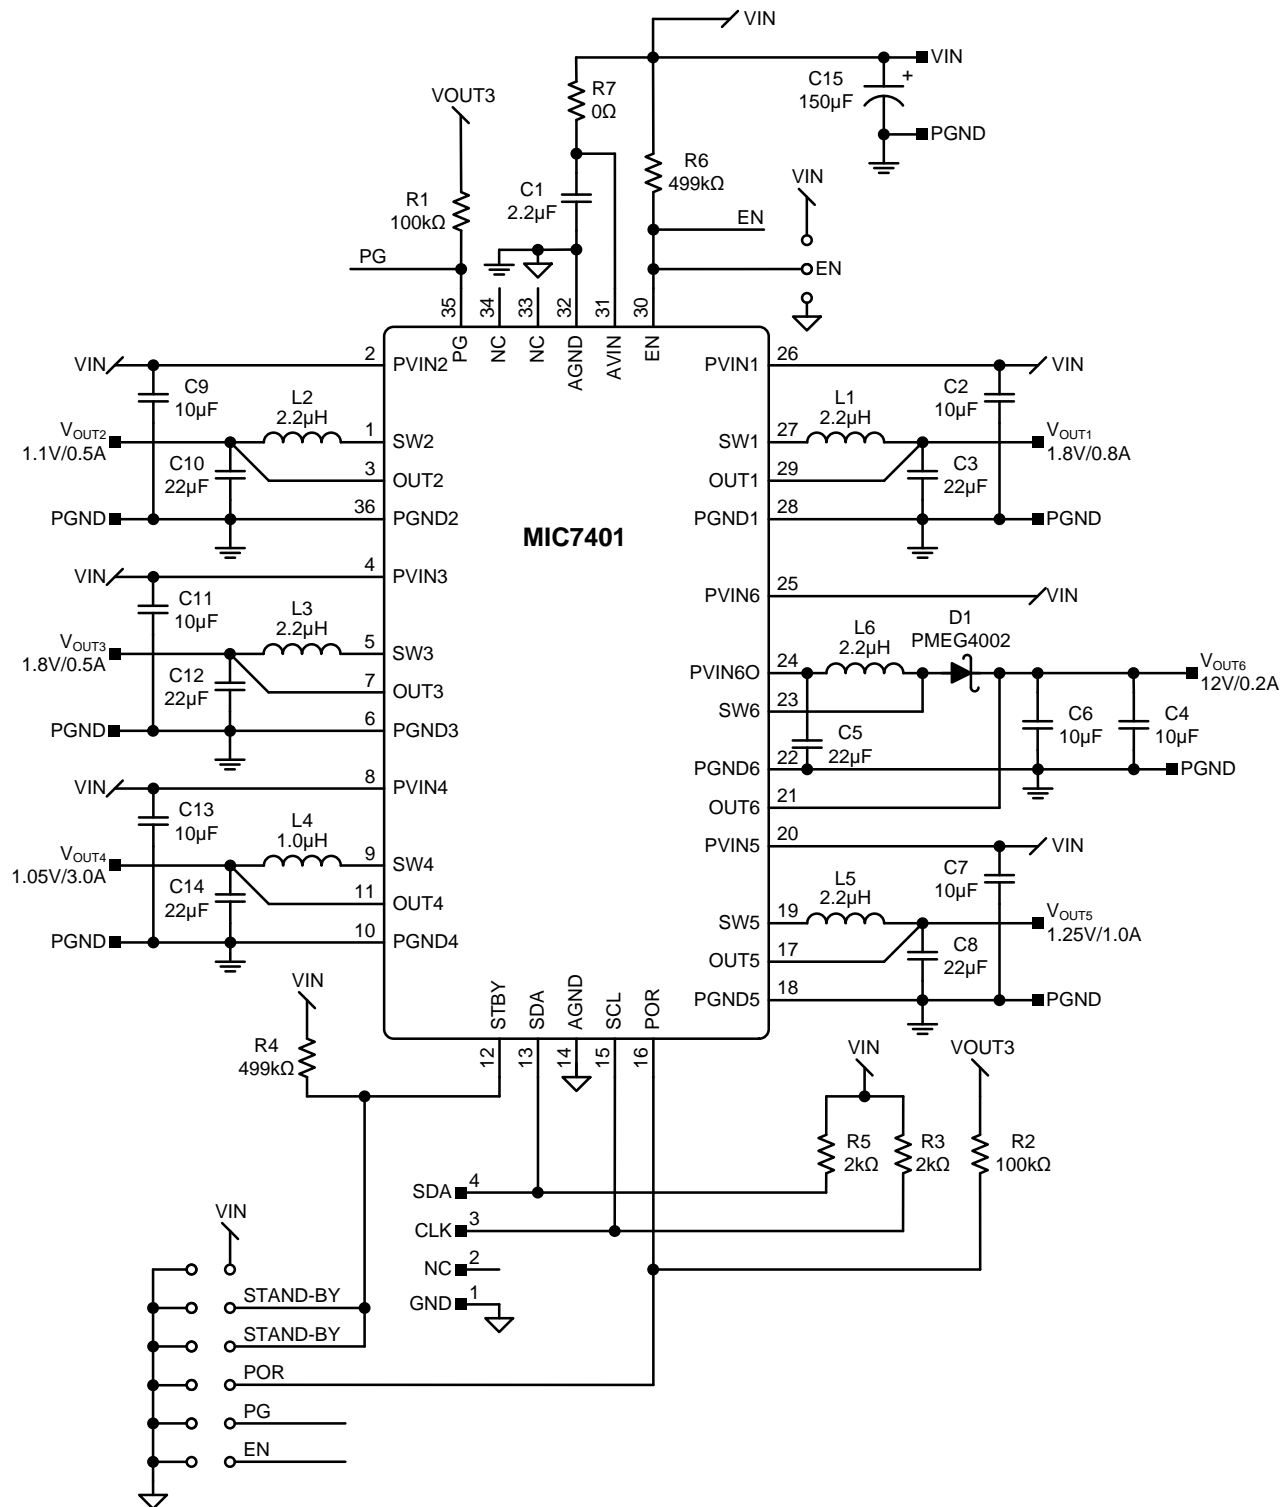 VIN
VIN
C15
150µF
+
PGND
R7
0Ω
VOUT3
R6
499kΩ
VIN
C1
2.2µF
R1
100kΩ
EN
PG
EN
35
34
33
32
31
30
PG
NC
NC
AGND
AVIN
EN
VIN
2
PVIN2
C9
10µF
L2
2.2µH
VOUT2
1.1V/0.5A
1
SW2
C10
22µF
3
OUT2
PGND
36
PGND2
MIC7401
PVIN1
26
VIN
C2
10µF
L1
2.2µH
SW1
27
VOUT1
1.8V/0.8A
OUT1
29
C3
22µF
PGND1
28
PGND
VIN
4
PVIN3
C11
10µF
L3
2.2µH
VOUT3
1.8V/0.5A
5
SW3
C12
22µF
7
OUT3
PGND
6
PGND3
PVIN6
25
VIN
D1
PMEG4002
L6
2.2µH
PVIN6O
24
VOUT6
12V/0.2A
SW6
23
C5
22µF
C6
10µF
C4
10µF
PGND6
22
PGND
OUT6
21
VIN
8
PVIN4
C13
10µF
L4
1.0µH
VOUT4
1.05V/3.0A
9
SW4
C14
22µF
11
OUT4
PGND
10
PGND4
PVIN5
20
VIN
C7
10µF
L5
2.2µH
SW5
19
VOUT5
1.25V/1.0A
OUT5
17
C8
22µF
PGND5
18
PGND
STBY
SDA
AGND
SCL
POR
12
13
14
15
16
VIN
R4
499kΩ
VIN
VOUT3
R5
2kΩ
R3
2kΩ
R2
100kΩ
SDA
4
CLK
3
NC
2
GND
1
VIN
STAND-BY
STAND-BY
POR
PG
EN